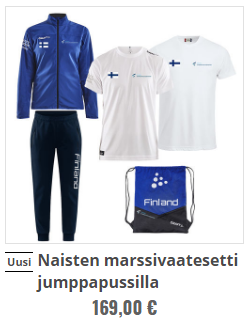 Finland
Finland
Uusi
Naisten marssivaatesetti
jumppapussilla
169,00 €